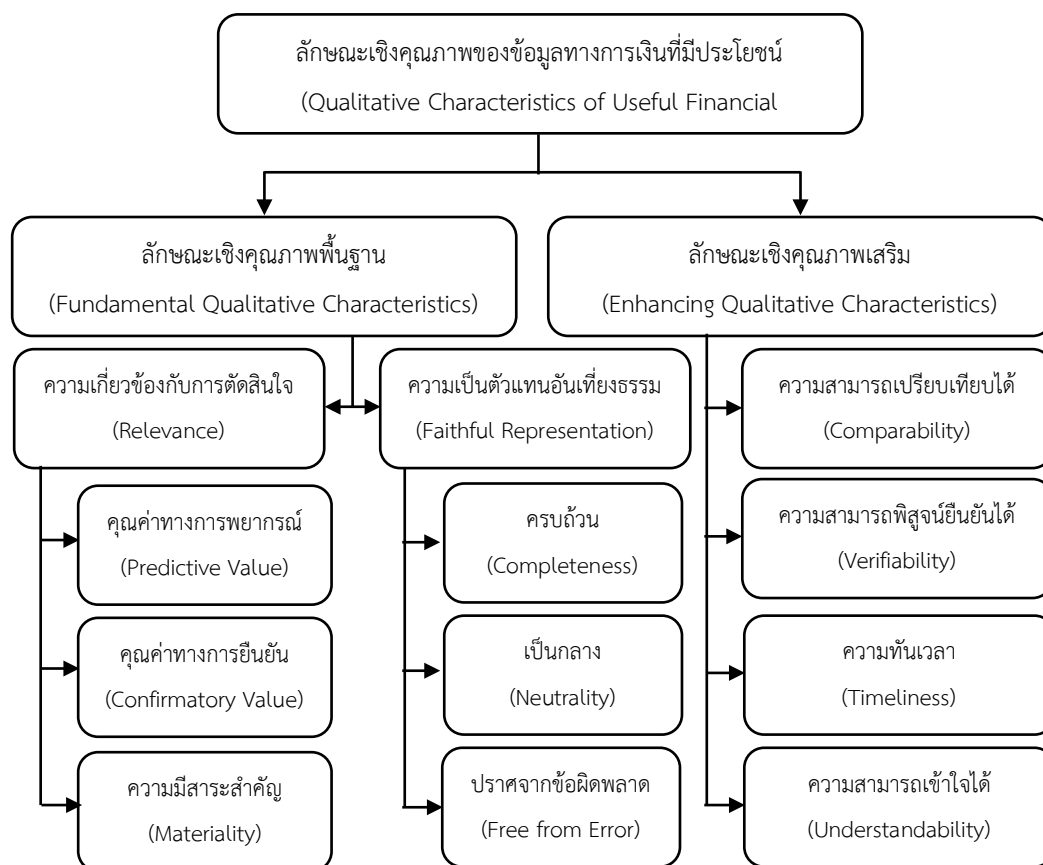 ลักษณะเชิงคุณภาพของข้อมูลทางการเงินที่มีประโยชน์
(Qualitative Characteristics of Useful Financial
ลักษณะเชิงคุณภาพพื้นฐาน
(Fundamental Qualitative Characteristics)
ลักษณะเชิงคุณภาพเสริม
(Enhancing Qualitative Characteristics)
ความเกี่ยวข้องกับการตัดสินใจ
(Relevance)
ความเป็นตัวแทนอันเที่ยงธรรม
(Faithful Representation)
ความสามารถเปรียบเทียบได้
(Comparability)
คุณค่าทางการพยากรณ์
(Predictive Value)
ครบถ้วน
(Completeness)
ความสามารถพิสูจน์ยืนยันได้
(Verifiability)
คุณค่าทางการยืนยัน
(Confirmatory Value)
เป็นกลาง
(Neutrality)
ความทันเวลา
(Timeliness)
ความมีสาระสำคัญ
(Materiality)
ปราศจากข้อผิดพลาด
(Free from Error)
ความสามารถเข้าใจได้
(Understandability)